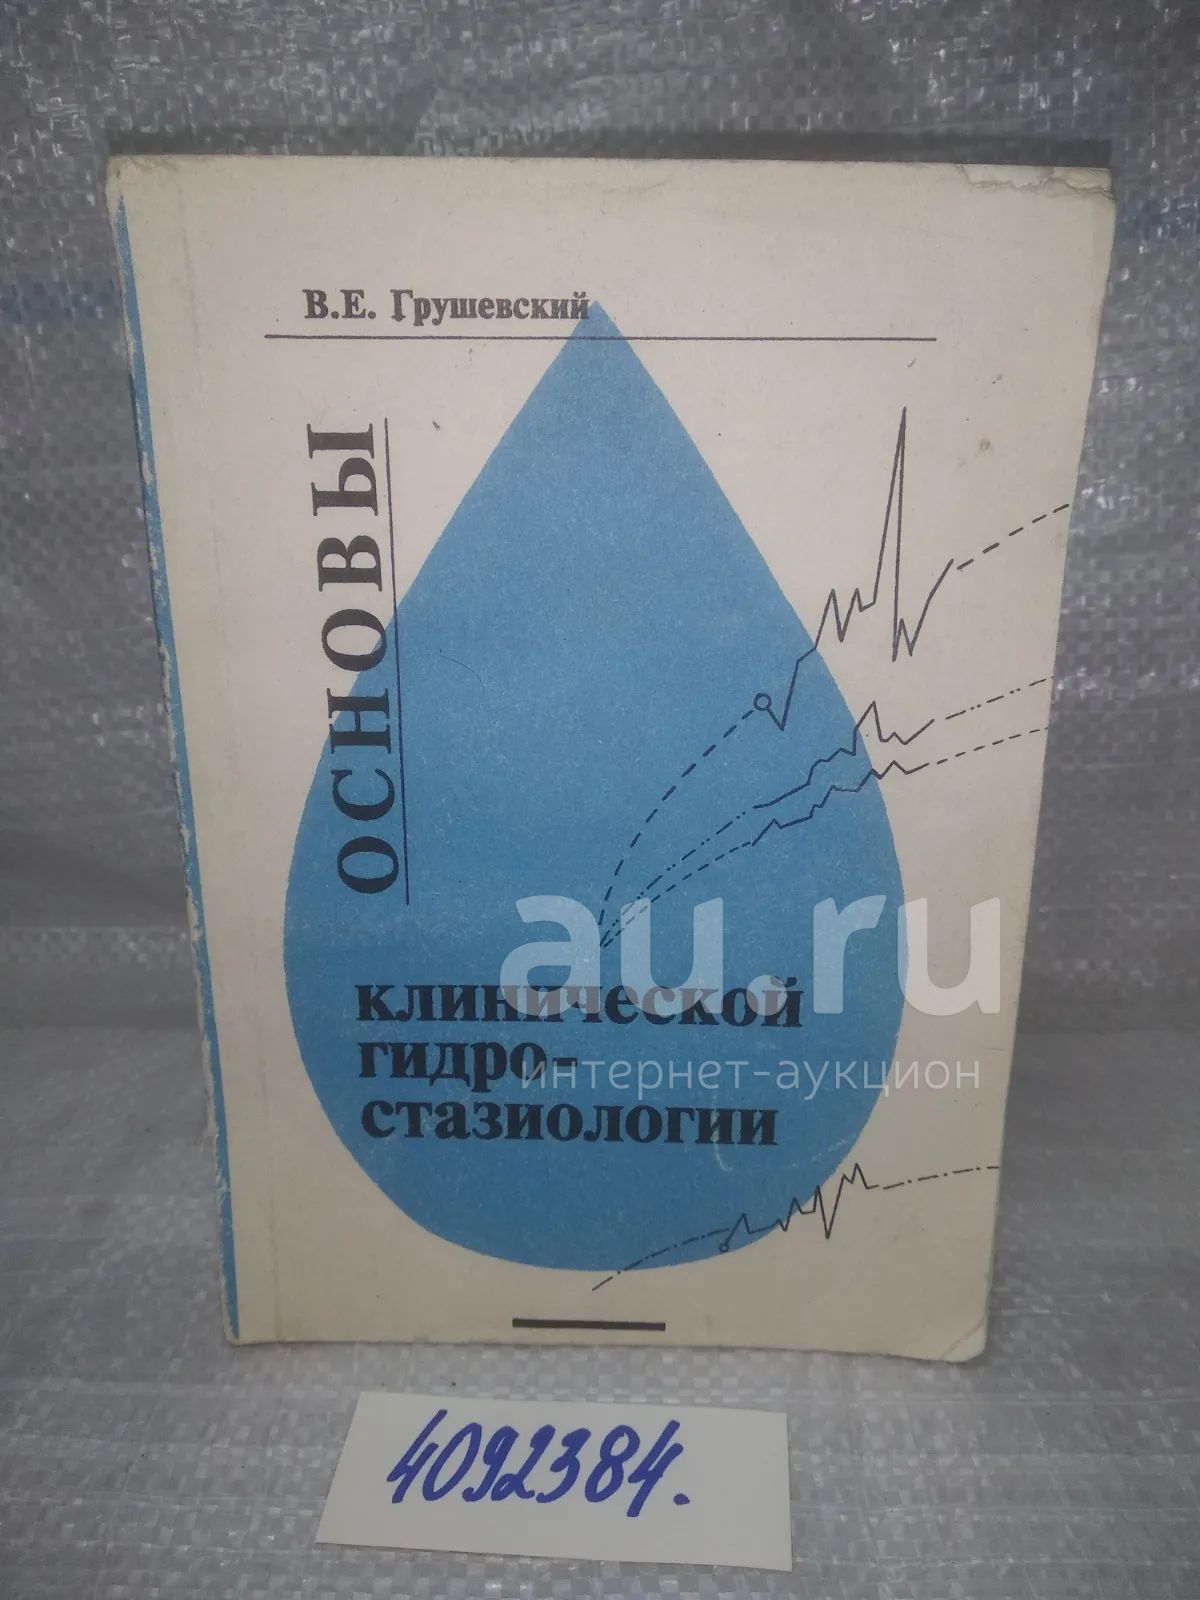 В.Е. Грушевский
ОСНОВЫ
клинической
гидро-
стазиологии
au.ru
интернет-аукцион
4092384.